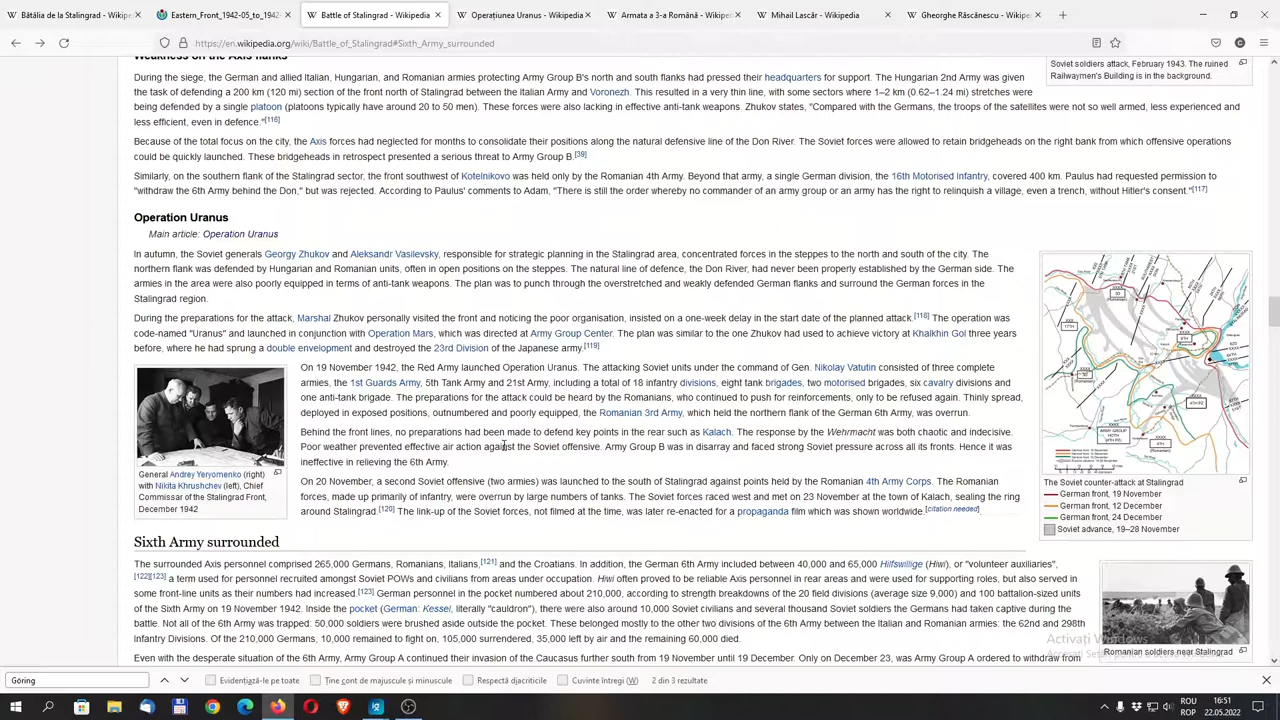 Bătălia de la Stalingrad - Wikipe
Eastern_Front_1942-05_to_1942-
Battle of Stalingrad - Wikipedia
Operațiunea Uranus - Wikipedia
Armata a 3-a Română - Wikipe
Mihail Lascăr - Wikipedia
Gheorghe Răscănescu - Wikipe
https://en.wikipedia.org/wiki/Battle_of_Stalingrad#Sixth_Army_surrounded
Weakness on the Axis flanks
During the siege, the German and allied Italian, Hungarian, and Romanian armies protecting Army Group B's north and south flanks had pressed their headquarters for support. The Hungarian 2nd Army was given
the task of defending a 200 km (120 mi) section of the front north of Stalingrad between the Italian Army and Voronezh. This resulted in a very thin line, with some sectors where 1–2 km (0.62–1.24 mi) stretches were
being defended by a single platoon (platoons typically have around 20 to 50 men). These forces were also lacking in effective anti-tank weapons. Zhukov states, "Compared with the Germans, the troops of the satellites were not so well armed, less experienced and
less efficient, even in defence."[116]
Because of the total focus on the city, the Axis forces had neglected for months to consolidate their positions along the natural defensive line of the Don River. The Soviet forces were allowed to retain bridgeheads on the right bank from which offensive operations
could be quickly launched. These bridgeheads in retrospect presented a serious threat to Army Group B.[39]
Similarly, on the southern flank of the Stalingrad sector, the front southwest of Kotelnikovo was held only by the Romanian 4th Army. Beyond that army, a single German division, the 16th Motorised Infantry, covered 400 km. Paulus had requested permission to
"withdraw the 6th Army behind the Don," but was rejected. According to Paulus' comments to Adam, "There is still the order whereby no commander of an army group or an army has the right to relinquish a village, even a trench, without Hitler's consent."[117]
Soviet soldiers attack, February 1943. The ruined
Railwaymen's Building is in the background.
Operation Uranus
Main article: Operation Uranus
In autumn, the Soviet generals Georgy Zhukov and Aleksandr Vasilevsky, responsible for strategic planning in the Stalingrad area, concentrated forces in the steppes to the north and south of the city. The
northern flank was defended by Hungarian and Romanian units, often in open positions on the steppes. The natural line of defence, the Don River, had never been properly established by the German side. The
armies in the area were also poorly equipped in terms of anti-tank weapons. The plan was to punch through the overstretched and weakly defended German flanks and surround the German forces in the
Stalingrad region.
During the preparations for the attack, Marshal Zhukov personally visited the front and noticing the poor organisation, insisted on a one-week delay in the start date of the planned attack.[118] The operation was
code-named "Uranus" and launched in conjunction with Operation Mars, which was directed at Army Group Center. The plan was similar to the one Zhukov had used to achieve victory at Khalkhin Gol three years
before, where he had sprung a double envelopment and destroyed the 23rd Division of the Japanese army.[119]
On 19 November 1942, the Red Army launched Operation Uranus. The attacking Soviet units under the command of Gen. Nikolay Vatutin consisted of three complete
armies, the 1st Guards Army, 5th Tank Army and 21st Army, including a total of 18 infantry divisions, eight tank brigades, two motorised brigades, six cavalry divisions and
one anti-tank brigade. The preparations for the attack could be heard by the Romanians, who continued to push for reinforcements, only to be refused again. Thinly spread,
deployed in exposed positions, outnumbered and poorly equipped, the Romanian 3rd Army, which held the northern flank of the German 6th Army, was overrun.
Behind the front lines, no preparations had been made to defend key points in the rear such as Kalach. The response by the Wehrmacht was both chaotic and indecisive.
Poor weather prevented effective air action against the Soviet offensive. Army Group B was in disarray and faced strong Soviet pressure across all its fronts. Hence it was
ineffective in relieving the 6th Army.
On 20 November, a second Soviet offensive (two armies) was launched to the south of Stalingrad against points held by the Romanian 4th Army Corps. The Romanian
forces, made up primarily of infantry, were overrun by large numbers of tanks. The Soviet forces raced west and met on 23 November at the town of Kalach, sealing the ring
around Stalingrad.[120] The link-up of the Soviet forces, not filmed at the time, was later re-enacted for a propaganda film which was shown worldwide.[citation needed]
General Andrey Yeryomenko (right)
with Nikita Khrushchev (left), Chief
Commissar of the Stalingrad Front,
December 1942
The Soviet counter-attack at Stalingrad
German front, 19 November
German front, 12 December
German front, 24 December
Soviet advance, 19–28 November
Sixth Army surrounded
The surrounded Axis personnel comprised 265,000 Germans, Romanians, Italians,[121] and the Croatians. In addition, the German 6th Army included between 40,000 and 65,000 Hilfswillige (Hiwi), or "volunteer auxiliaries",
[122][123] a term used for personnel recruited amongst Soviet POWs and civilians from areas under occupation. Hiwi often proved to be reliable Axis personnel in rear areas and were used for supporting roles, but also served in
some front-line units as their numbers had increased.[123] German personnel in the pocket numbered about 210,000, according to strength breakdowns of the 20 field divisions (average size 9,000) and 100 battalion-sized units
of the Sixth Army on 19 November 1942. Inside the pocket (German: Kessel, literally "cauldron"), there were also around 10,000 Soviet civilians and several thousand Soviet soldiers the Germans had taken captive during the
battle. Not all of the 6th Army was trapped: 50,000 soldiers were brushed aside outside the pocket. These belonged mostly to the other two divisions of the 6th Army between the Italian and Romanian armies: the 62nd and 298th
Infantry Divisions. Of the 210,000 Germans, 10,000 remained to fight on, 105,000 surrendered, 35,000 left by air and the remaining 60,000 died.
Even with the desperate situation of the 6th Army, Army Group A continued their invasion of the Caucasus further south from 19 November until 19 December. Only on December 23, was Army Group A ordered to withdraw from
Romanian soldiers near Stalingrad
Activați Windows
Göring
Evidențiază-le pe toate
Ține cont de majuscule și minuscule
Respectă diacriticile
Cuvinte întregi (W)
2 din 3 rezultate
ROU
ROP
16:51
22.05.2022